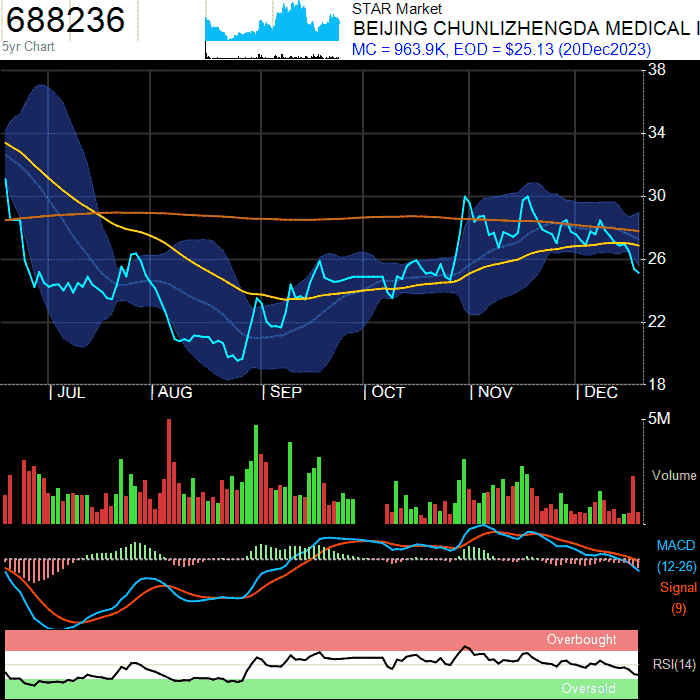 688236
5yr Chart
STAR Market
BEIJING CHUNLIZHENGDA MEDICAL I
MC = 963.9K, EOD = $25.13 (20Dec2023)
38
34
30
26
22
18
| JUL | AUG | SEP | OCT | NOV | DEC
5M
Volume
MACD
(12-26)
Signal
(9)
Overbought
RSI(14)
Oversold